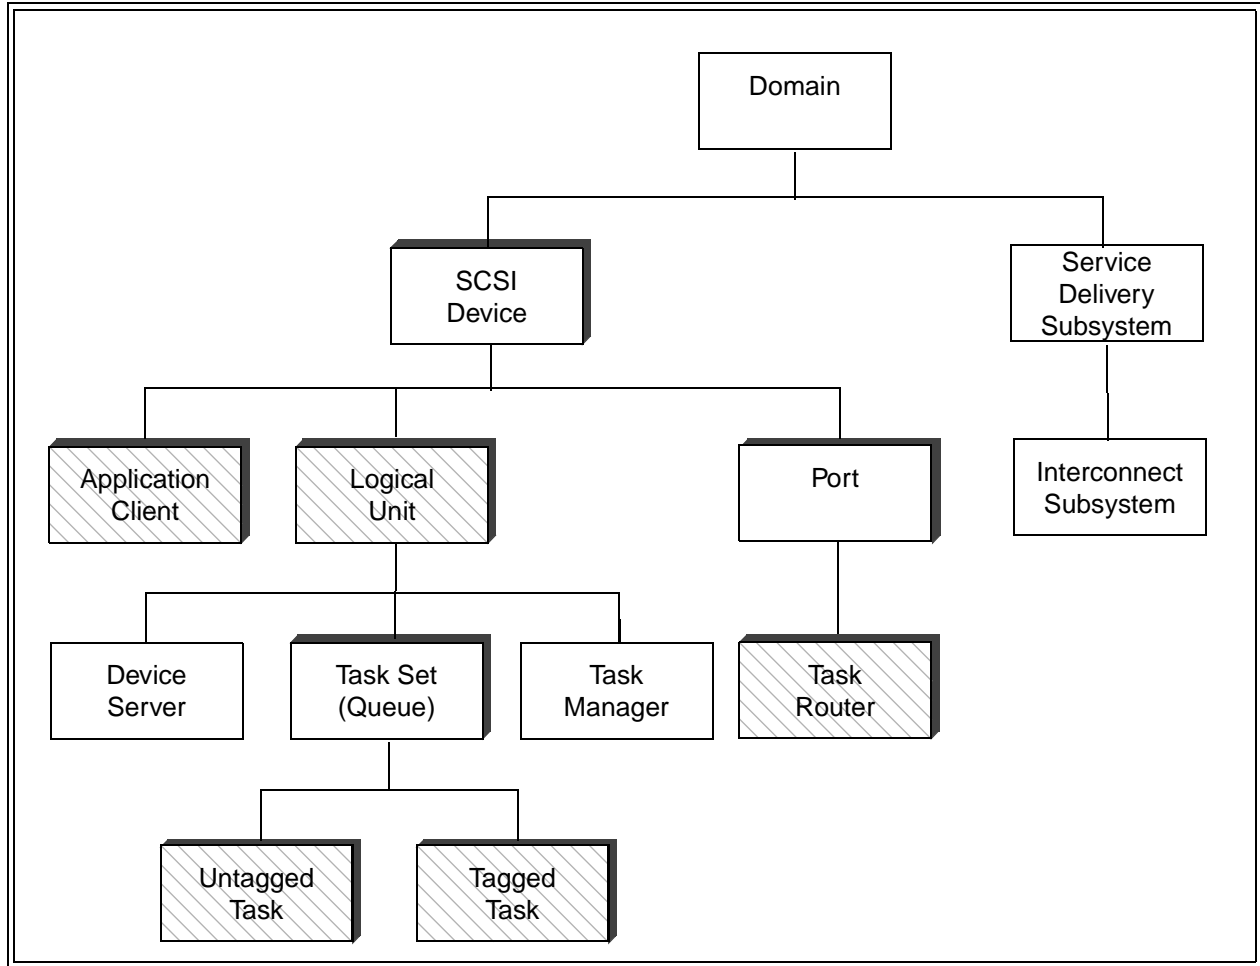 Domain
SCSI
Device
Service
Delivery
Subsystem
Application
Client
Logical
Unit
Port
Interconnect
Subsystem
Device
Server
Task Set
(Queue)
Task
Manager
Task
Router
Untagged
Task
Tagged
Task